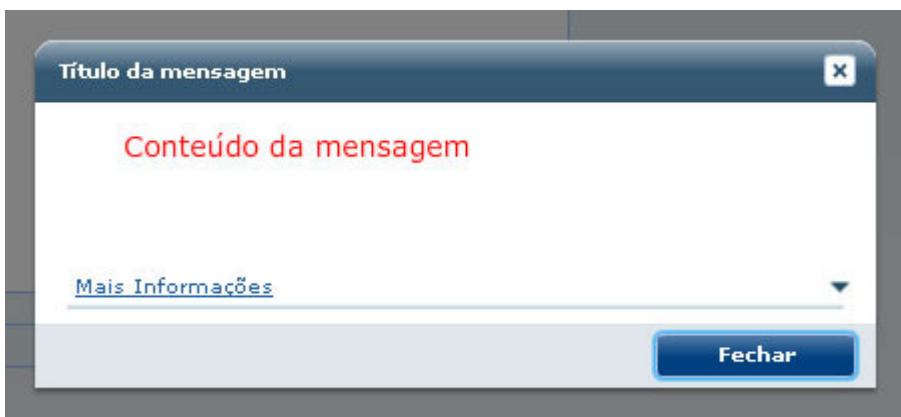 Título da mensagem
Conteúdo da mensagem
Mais Informações
Fechar